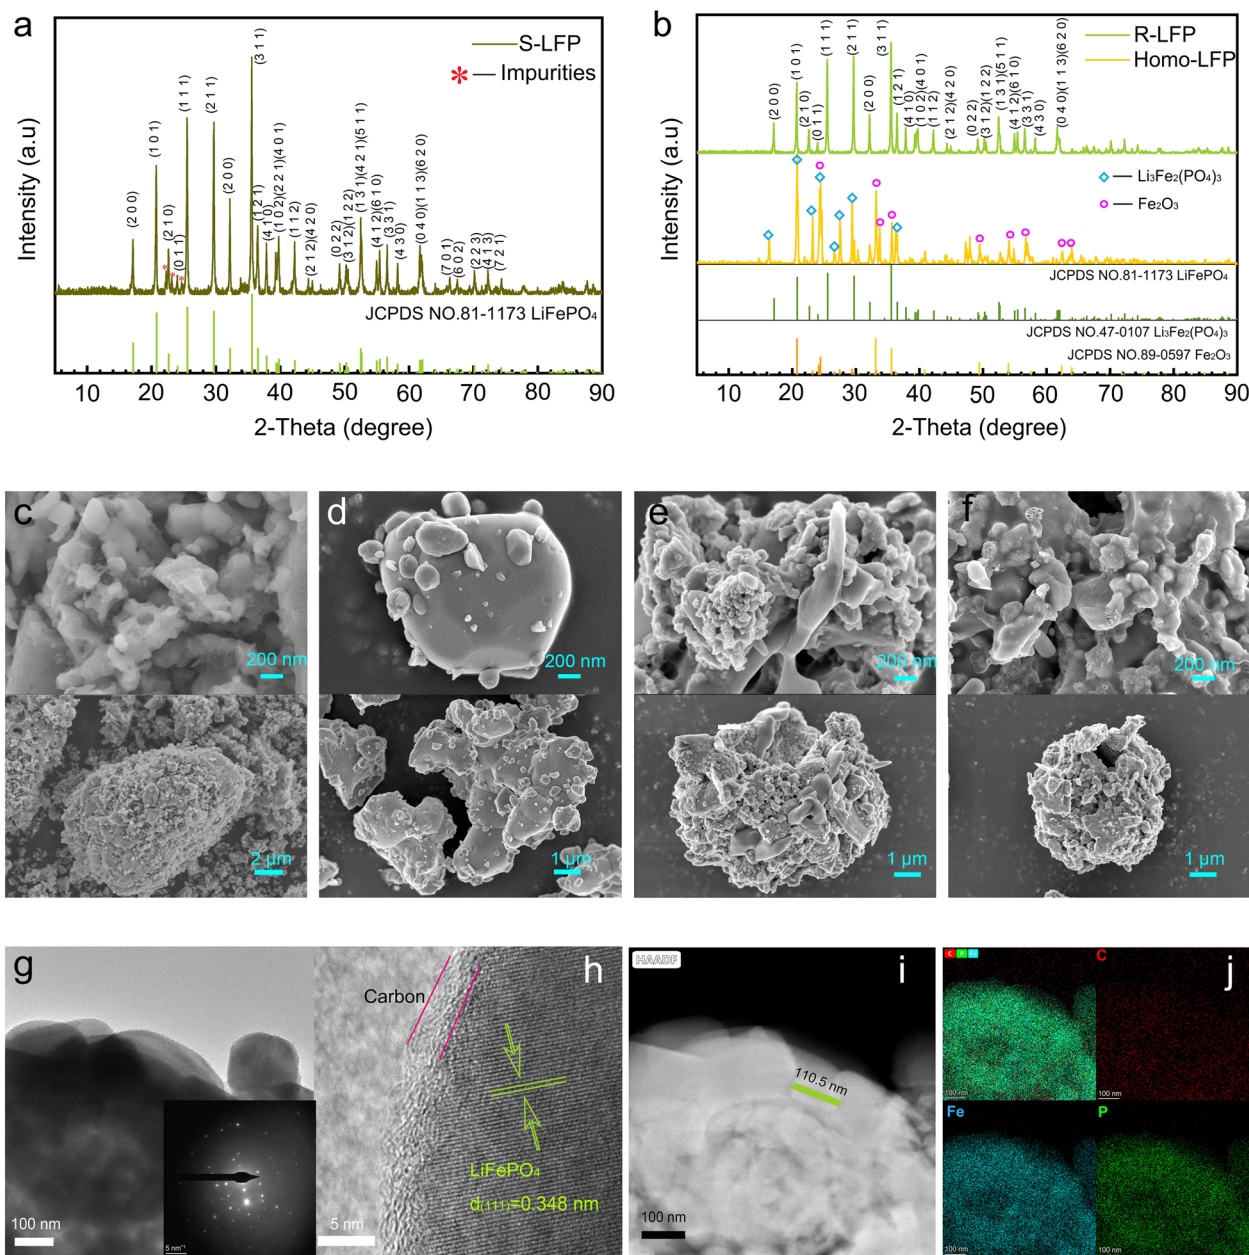 a
S-LFP
* — Impurities
Intensity (a.u)
(2 0 0)
(1 0 1)
(2 1 0)
(0 1 1)
(1 1 1)
(2 1 1)
(2 0 0)
(3 1 1)
(1 2 1)
(4 1 0)
(1 0 2)(2 2 1)(4 0 1)
(1 1 2)
(2 1 2)(4 2 0)
(0 2 2)
(3 1 2)(1 2 2)
(1 3 1)(4 2 1)(5 1 1)
(4 1 2)(6 1 0)
(3 3 1)
(4 3 0)
(0 4 0)(1 1 3)(6 2 0)
(7 0 1)
(6 0 2)
(2 2 3)
(4 1 3)
(7 2 1)
JCPDS NO.81-1173 LiFePO₄
10 20 30 40 50 60 70 80 90
2-Theta (degree)
b
R-LFP
Homo-LFP
Intensity (a.u)
(2 0 0)
(1 0 1)
(2 1 0)
(0 1 1)
(1 1 1)
(2 1 1)
(2 0 0)
(3 1 1)
(1 2 1)
(4 1 0)
(1 0 2)(4 0 1)
(1 1 2)
(2 1 2)(4 2 0)
(0 2 2)
(3 1 2)(1 2 2)
(1 3 1)(5 1 1)
(4 1 2)(6 1 0)
(3 3 1)
(4 3 0)
(0 4 0)(1 1 3)(6 2 0)
Li₃Fe₂(PO₄)₃
Fe₂O₃
JCPDS NO.81-1173 LiFePO₄
JCPDS NO.47-0107 Li₃Fe₂(PO₄)₃
JCPDS NO.89-0597 Fe₂O₃
10 20 30 40 50 60 70 80 90
2-Theta (degree)
c
200 nm
2 μm
d
200 nm
1 μm
e
200 nm
1 μm
f
200 nm
1 μm
g
100 nm
5 nm⁻¹
h
Carbon
LiFePO₄
d₍₁₁₁₎=0.348 nm
5 nm
i
HAADF
110.5 nm
100 nm
j
C P Fe
100 nm
C
100 nm
Fe
100 nm
P
100 nm